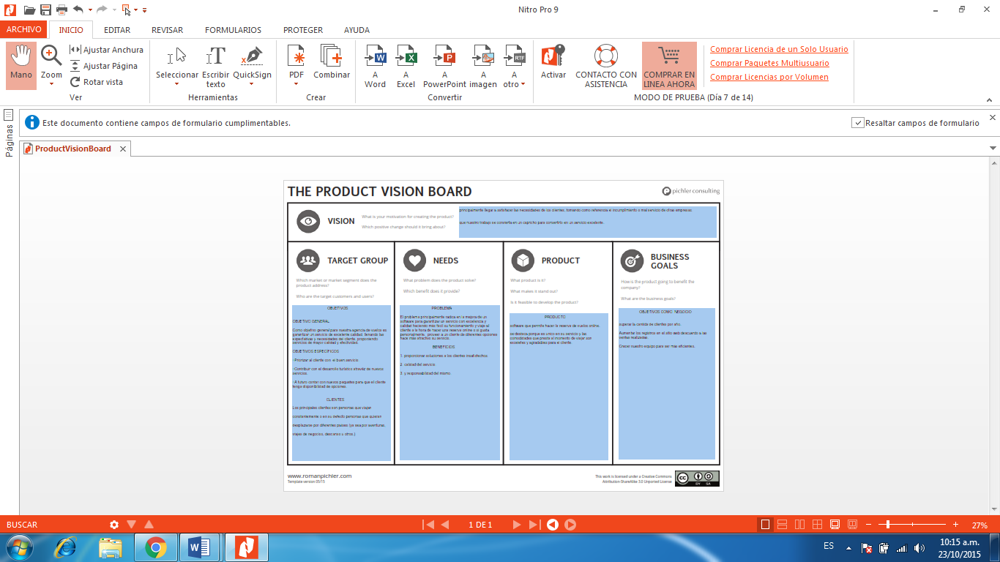 Nitro Pro 9
ARCHIVO INICIO EDITAR REVISAR FORMULARIOS PROTEGER AYUDA
Mano
Zoom
Ajustar Anchura
Ajustar Página
Rotar vista
Ver
Seleccionar
Escribir texto
QuickSign
Herramientas
PDF
Combinar
Crear
A Word
A Excel
A PowerPoint
A imagen
A otro
Convertir
Activar
CONTACTO CON ASISTENCIA
COMPRAR EN LINEA AHORA
MODO DE PRUEBA (Día 7 de 14)
Comprar Licencia de un Solo Usuario
Comprar Paquetes Multiusuario
Comprar Licencias por Volumen
Páginas
Este documento contiene campos de formulario cumplimentables.
Resaltar campos de formulario
ProductVisionBoard
THE PRODUCT VISION BOARD
pichler consulting
VISION
What is your motivation for creating the product?
Which positive change should it bring about?
principalmente llegar a satisfacer las necesidades de los clientes, tomando como referencia el incumplimiento o mal servicio de otras empresas
que nuestro trabajo se convierta en un capricho para convertirlo en un servicio excelente.
TARGET GROUP
Which market or market segment does the
product address?
Who are the target customers and users?
OBJETIVOS
OBJETIVO GENERAL
Como objetivo general para nuestra agencia de vuelos es
garantizar un servicio de excelente calidad, llenando las
expectativas y necesidades del cliente, proponiendo
servicios de mayor calidad y efectividad.
OBJETIVOS ESPECIFICOS
-Priorizar al cliente con el buen servicio.
-Contribuir con el desarrollo turistico atravéz de nuevos
servicios.
-A futuro contar con nuevos paquetes para que el cliente
tenga disponibilidad de opciones.
CLIENTES
Los principales clientes son personas que viajan
constantemente o en su defecto personas que quieran
desplazarse por diferentes paises (ya sea por aventuras,
viajes de negocios, descanso u otros.)
NEEDS
What problem does the product solve?
Which benefit does it provide?
PROBLEMA
El problema principalmente radica en la mejora de un
software para garantizar un servicio con excelencia y
calidad haciendo más facil su funcionamiento y viaje al
cliente a la hora de hacer una reserva online o si gusta
personalmente. proveer a un cliente de diferentes opciones
hace más atractivo su servicio.
BENEFICIOS
1. proporcionar soluciones a los clientes insatisfechos
2. calidad del servicio
3. y responsabilidad del mismo
PRODUCT
What product is it?
What makes it stand out?
Is it feasible to develop the product?
PRODUCTO
software que permite hacer la reserva de vuelos online.
se destaca porque es unico en su servicio y las
comodidades que presta al momento de viajar son
excelentes y agradables para el cliente.
BUSINESS
GOALS
How is the product going to benefit the
company?
What are the business goals?
OBJETIVOS COMO NEGOCIO
superar la cantida de clientes por año.
Aumentar los registros en el sitio web descuando a las
ventas realizadas.
Crecer nuestro equipo para ser mas eficientes.
www.romanpichler.com
Template version 05/15
This work is licensed under a Creative Commons
Attribution-ShareAlike 3.0 Unported License
cc
BY SA
BUSCAR
1 DE 1
27%
ES
10:15 a.m.
23/10/2015